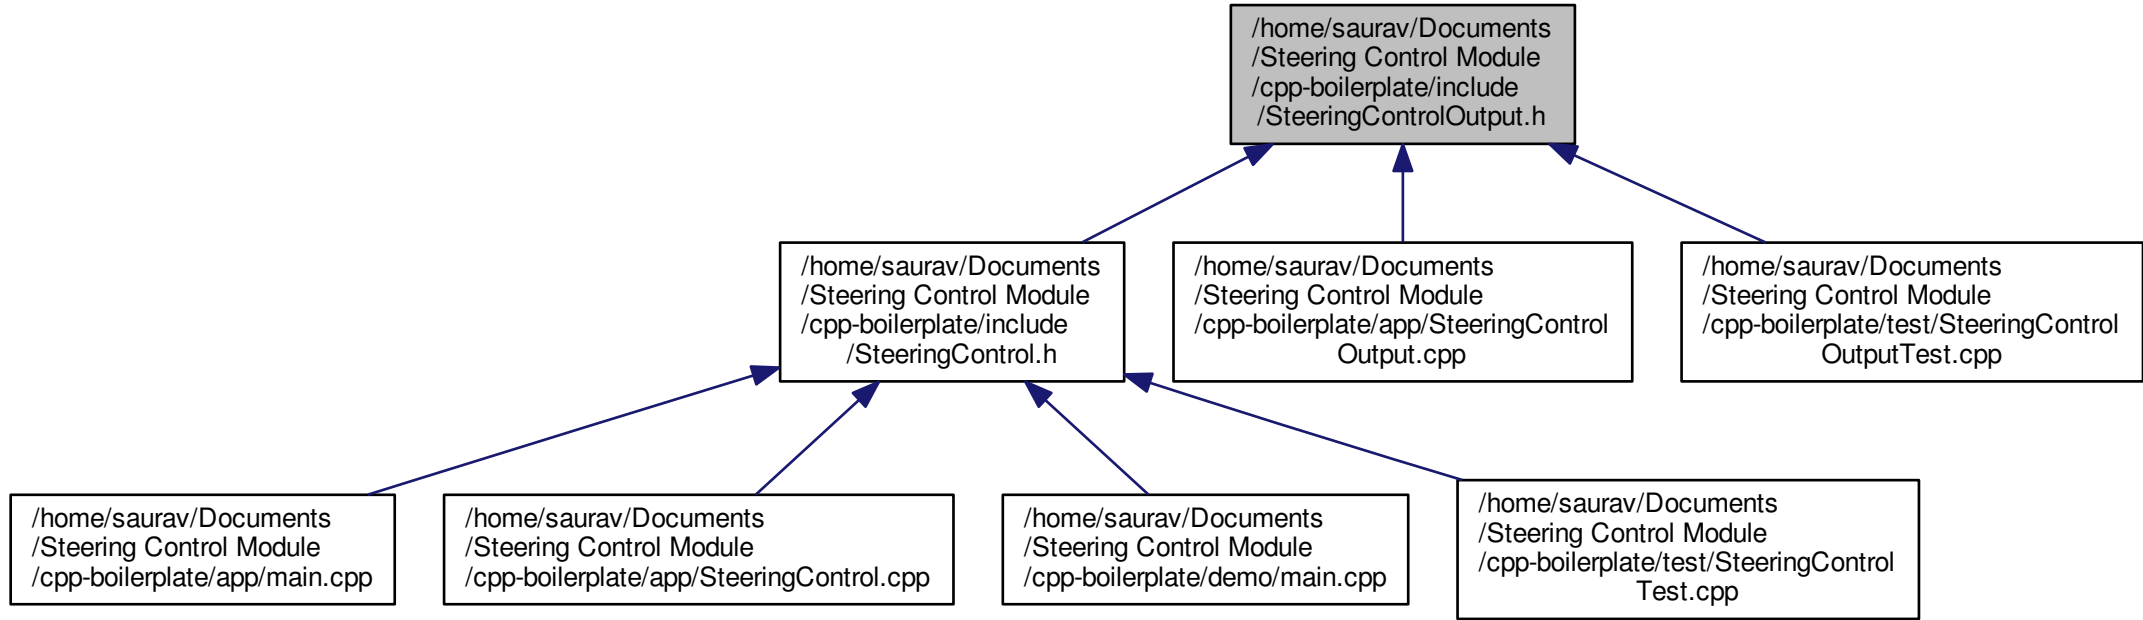 /home/saurav/Documents
/Steering Control Module
/cpp-boilerplate/include
/SteeringControlOutput.h
/home/saurav/Documents
/Steering Control Module
/cpp-boilerplate/include
/SteeringControl.h
/home/saurav/Documents
/Steering Control Module
/cpp-boilerplate/app/SteeringControl
Output.cpp
/home/saurav/Documents
/Steering Control Module
/cpp-boilerplate/test/SteeringControl
OutputTest.cpp
/home/saurav/Documents
/Steering Control Module
/cpp-boilerplate/app/main.cpp
/home/saurav/Documents
/Steering Control Module
/cpp-boilerplate/app/SteeringControl.cpp
/home/saurav/Documents
/Steering Control Module
/cpp-boilerplate/demo/main.cpp
/home/saurav/Documents
/Steering Control Module
/cpp-boilerplate/test/SteeringControl
Test.cpp